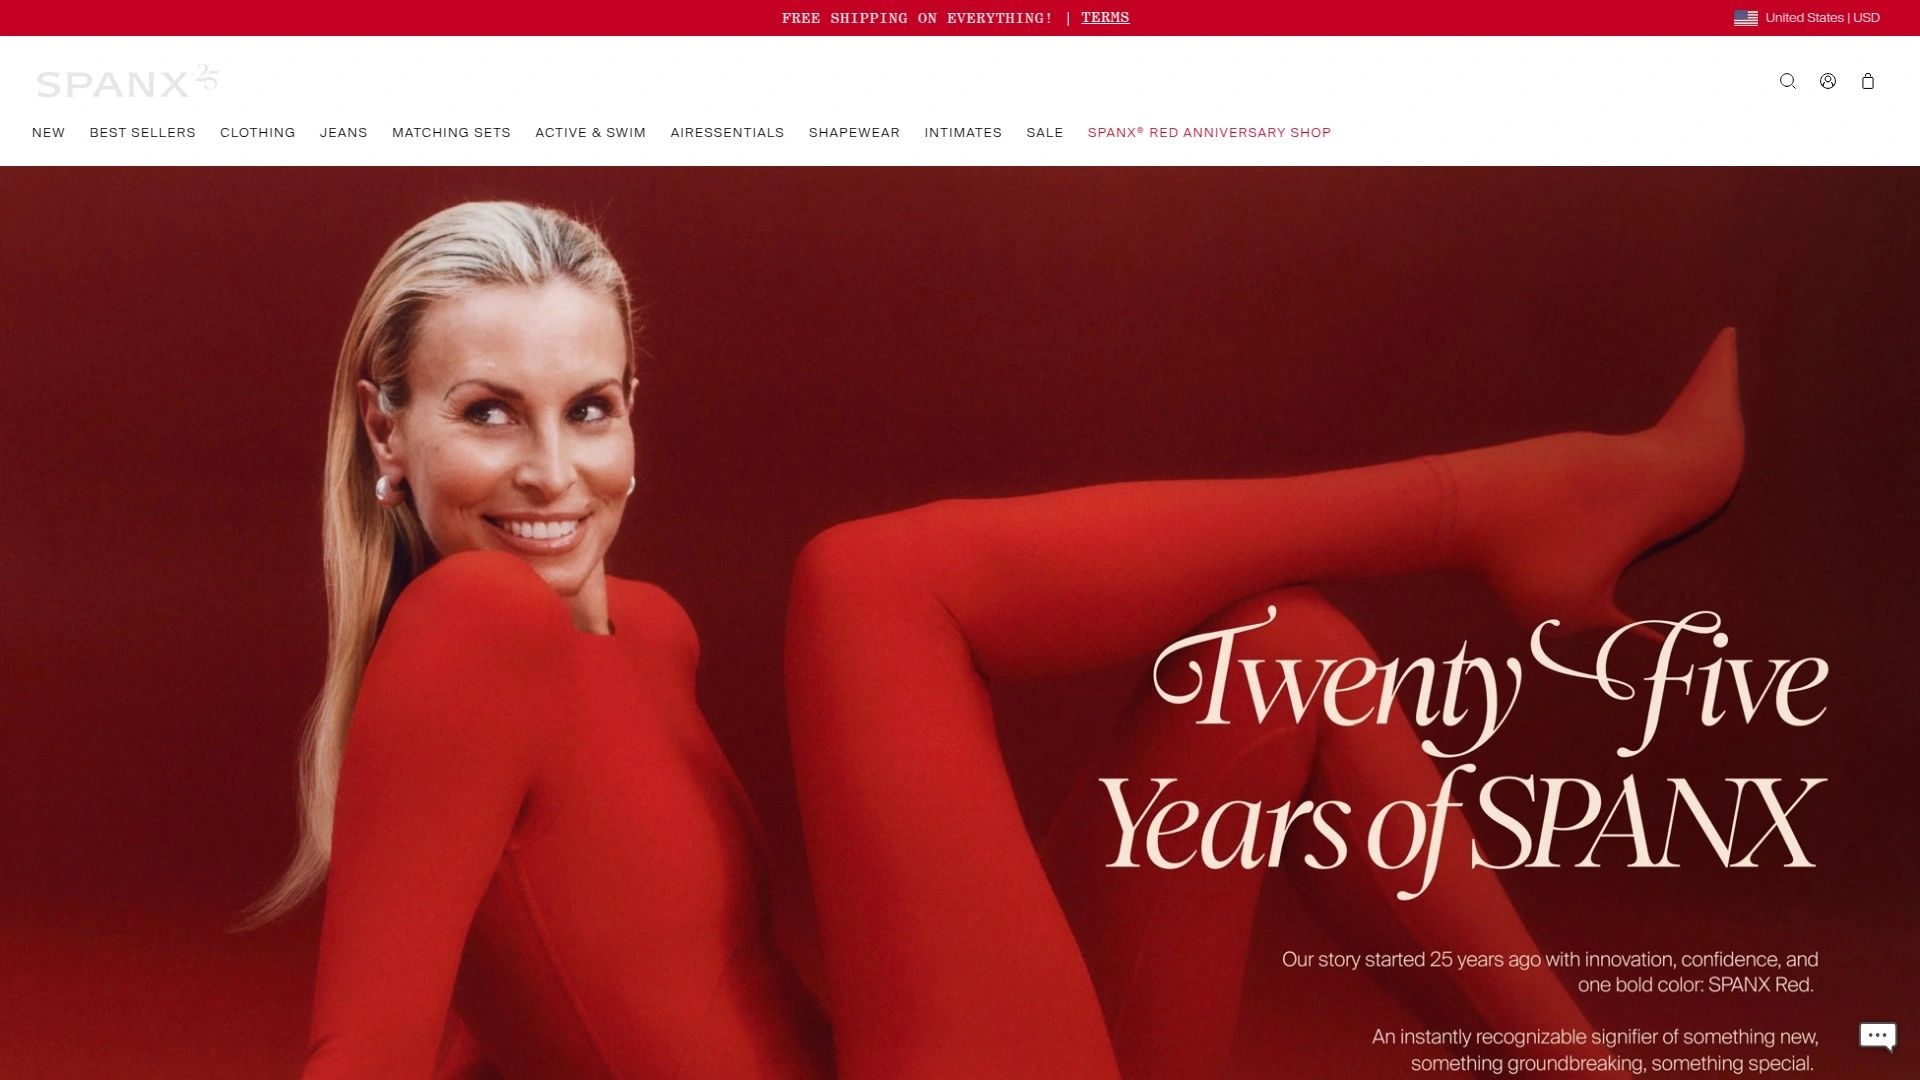 FREE SHIPPING ON EVERYTHING! | TERMS
United States | USD
SPANX® 25
NEW BEST SELLERS CLOTHING JEANS MATCHING SETS ACTIVE & SWIM AIRESSENTIALS SHAPEWEAR INTIMATES SALE SPANX® RED ANNIVERSARY SHOP
Twenty Five
Years of SPANX
Our story started 25 years ago with innovation, confidence, and
one bold color: SPANX Red.
An instantly recognizable signifier of something new,
something groundbreaking, something special.